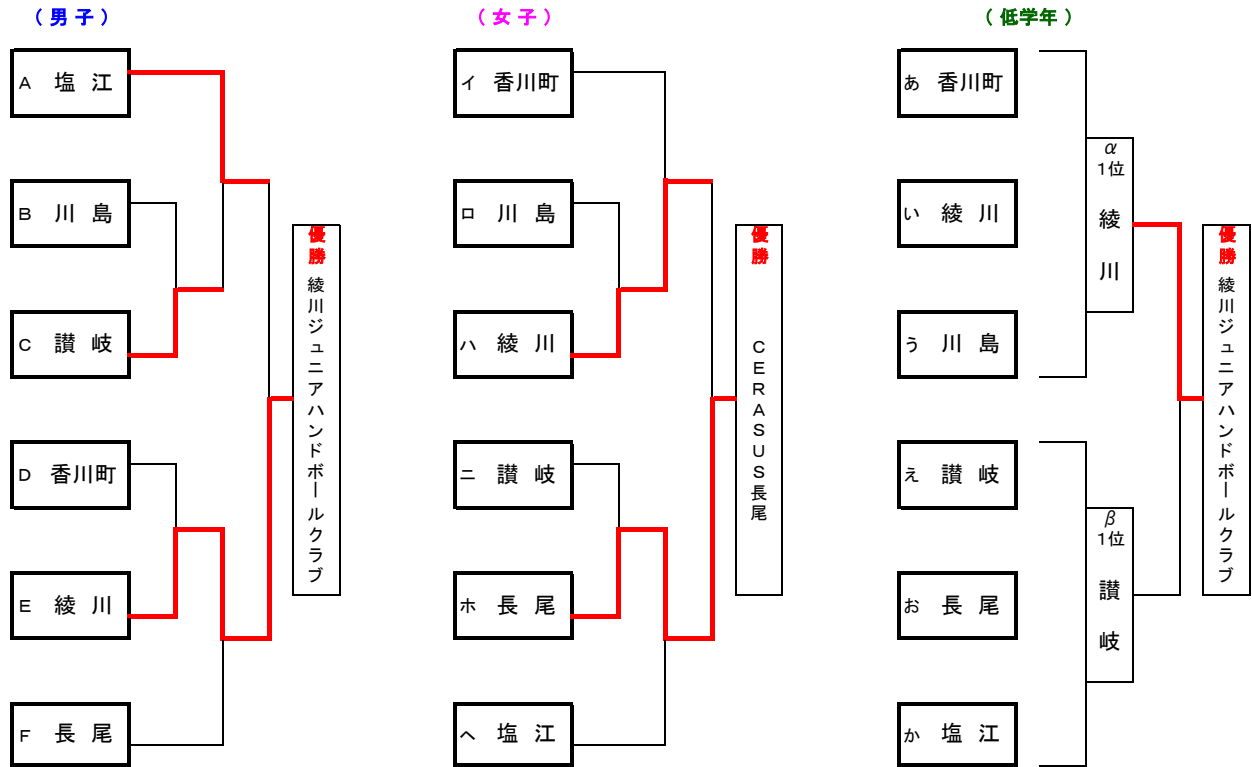 （ 男 子 ）
A 塩 江
B 川 島
C 讃 岐
D 香川町
E 綾 川
F 長 尾
優勝 綾川ジュニアハンドボールクラブ
（ 女 子 ）
イ 香川町
ロ 川 島
ハ 綾 川
ニ 讃 岐
ホ 長 尾
ヘ 塩 江
優勝 CERASUS長尾
（ 低学年 ）
あ 香川町
い 綾 川
う 川 島
え 讃 岐
お 長 尾
か 塩 江
α
1位
綾川
β
1位
讃岐
優勝 綾川ジュニアハンドボールクラブ